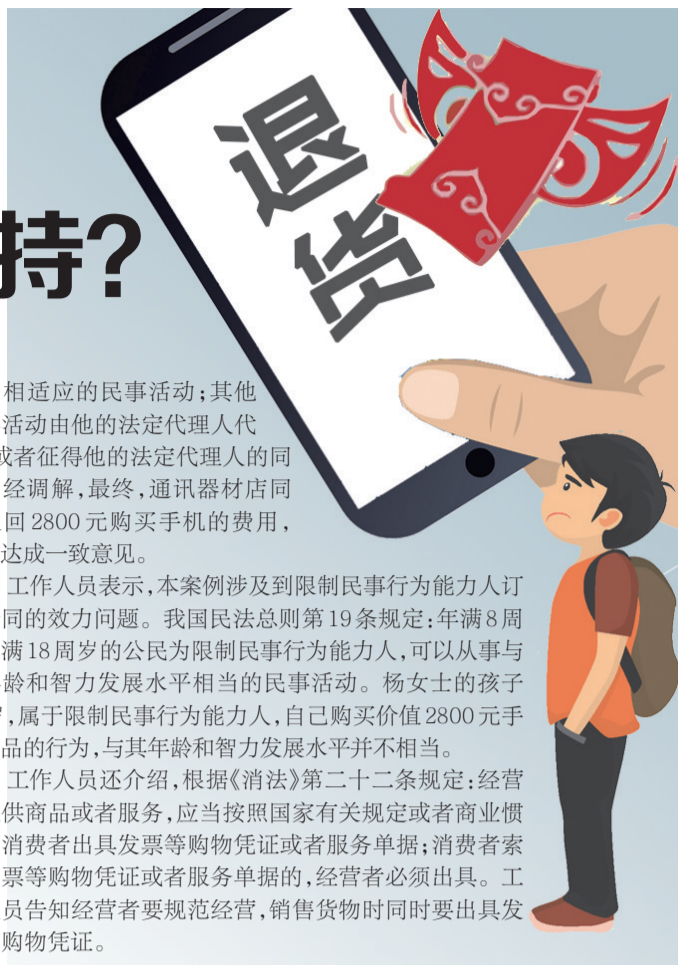 退货
持？
相适应的民事活动；其他
活动由他的法定代理人代
或者征得他的法定代理人的同
经调解，最终，通讯器材店同
回2800元购买手机的费用，
达成一致意见。
工作人员表示，本案例涉及到限制民事行为能力人订
同的效力问题。我国民法总则第19条规定：年满8周
满18周岁的公民为限制民事行为能力人，可以从事与
龄和智力发展水平相当的民事活动。杨女士的孩子
，属于限制民事行为能力人，自己购买价值2800元手
品的行为，与其年龄和智力发展水平并不相当。
工作人员还介绍，根据《消法》第二十二条规定：经营
供商品或者服务，应当按照国家有关规定或者商业惯
消费者出具发票等购物凭证或者服务单据；消费者索
票等购物凭证或者服务单据的，经营者必须出具。工
员告知经营者要规范经营，销售货物时同时要出具发
购物凭证。